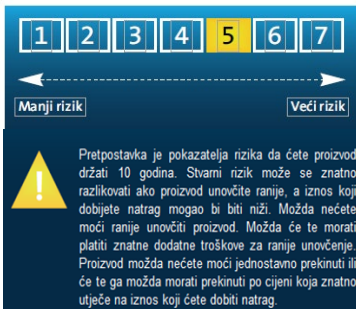 1 2 3 4 5 6 7
Manji rizik Veći rizik
Pretpostavka je pokazatelja rizika da ćete proizvod
držati 10 godina. Stvarni rizik može se znatno
razlikovati ako proizvod unovčite ranije, a iznos koji
dobijete natrag mogao bi biti niži. Možda nećete
moći ranije unovčiti proizvod. Možda će te morati
platiti znatne dodatne troškove za ranije unovčenje.
Proizvod možda nećete moći jednostavno prekinuti ili
će te ga možda morati prekinuti po cijeni koja znatno
utječe na iznos koji ćete dobiti natrag.